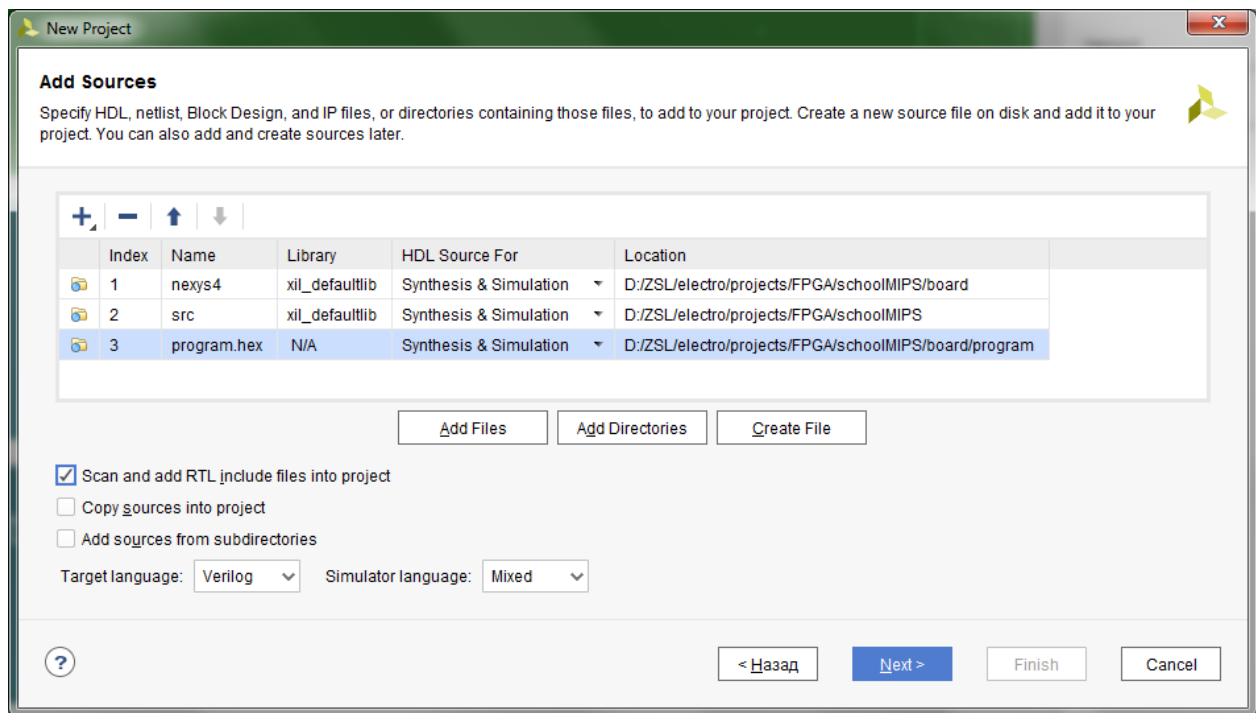 New Project
Add Sources
Specify HDL, netlist, Block Design, and IP files, or directories containing those files, to add to your project. Create a new source file on disk and add it to your
project. You can also add and create sources later.
Index Name Library HDL Source For Location
1 nexys4 xil_defaultlib Synthesis & Simulation D:/ZSL/electro/projects/FPGA/schoolMIPS/board
2 src xil_defaultlib Synthesis & Simulation D:/ZSL/electro/projects/FPGA/schoolMIPS
3 program.hex N/A Synthesis & Simulation D:/ZSL/electro/projects/FPGA/schoolMIPS/board/program
Add Files Add Directories Create File
Scan and add RTL include files into project
Copy sources into project
Add sources from subdirectories
Target language: Verilog Simulator language: Mixed
? < Назад Next > Finish Cancel